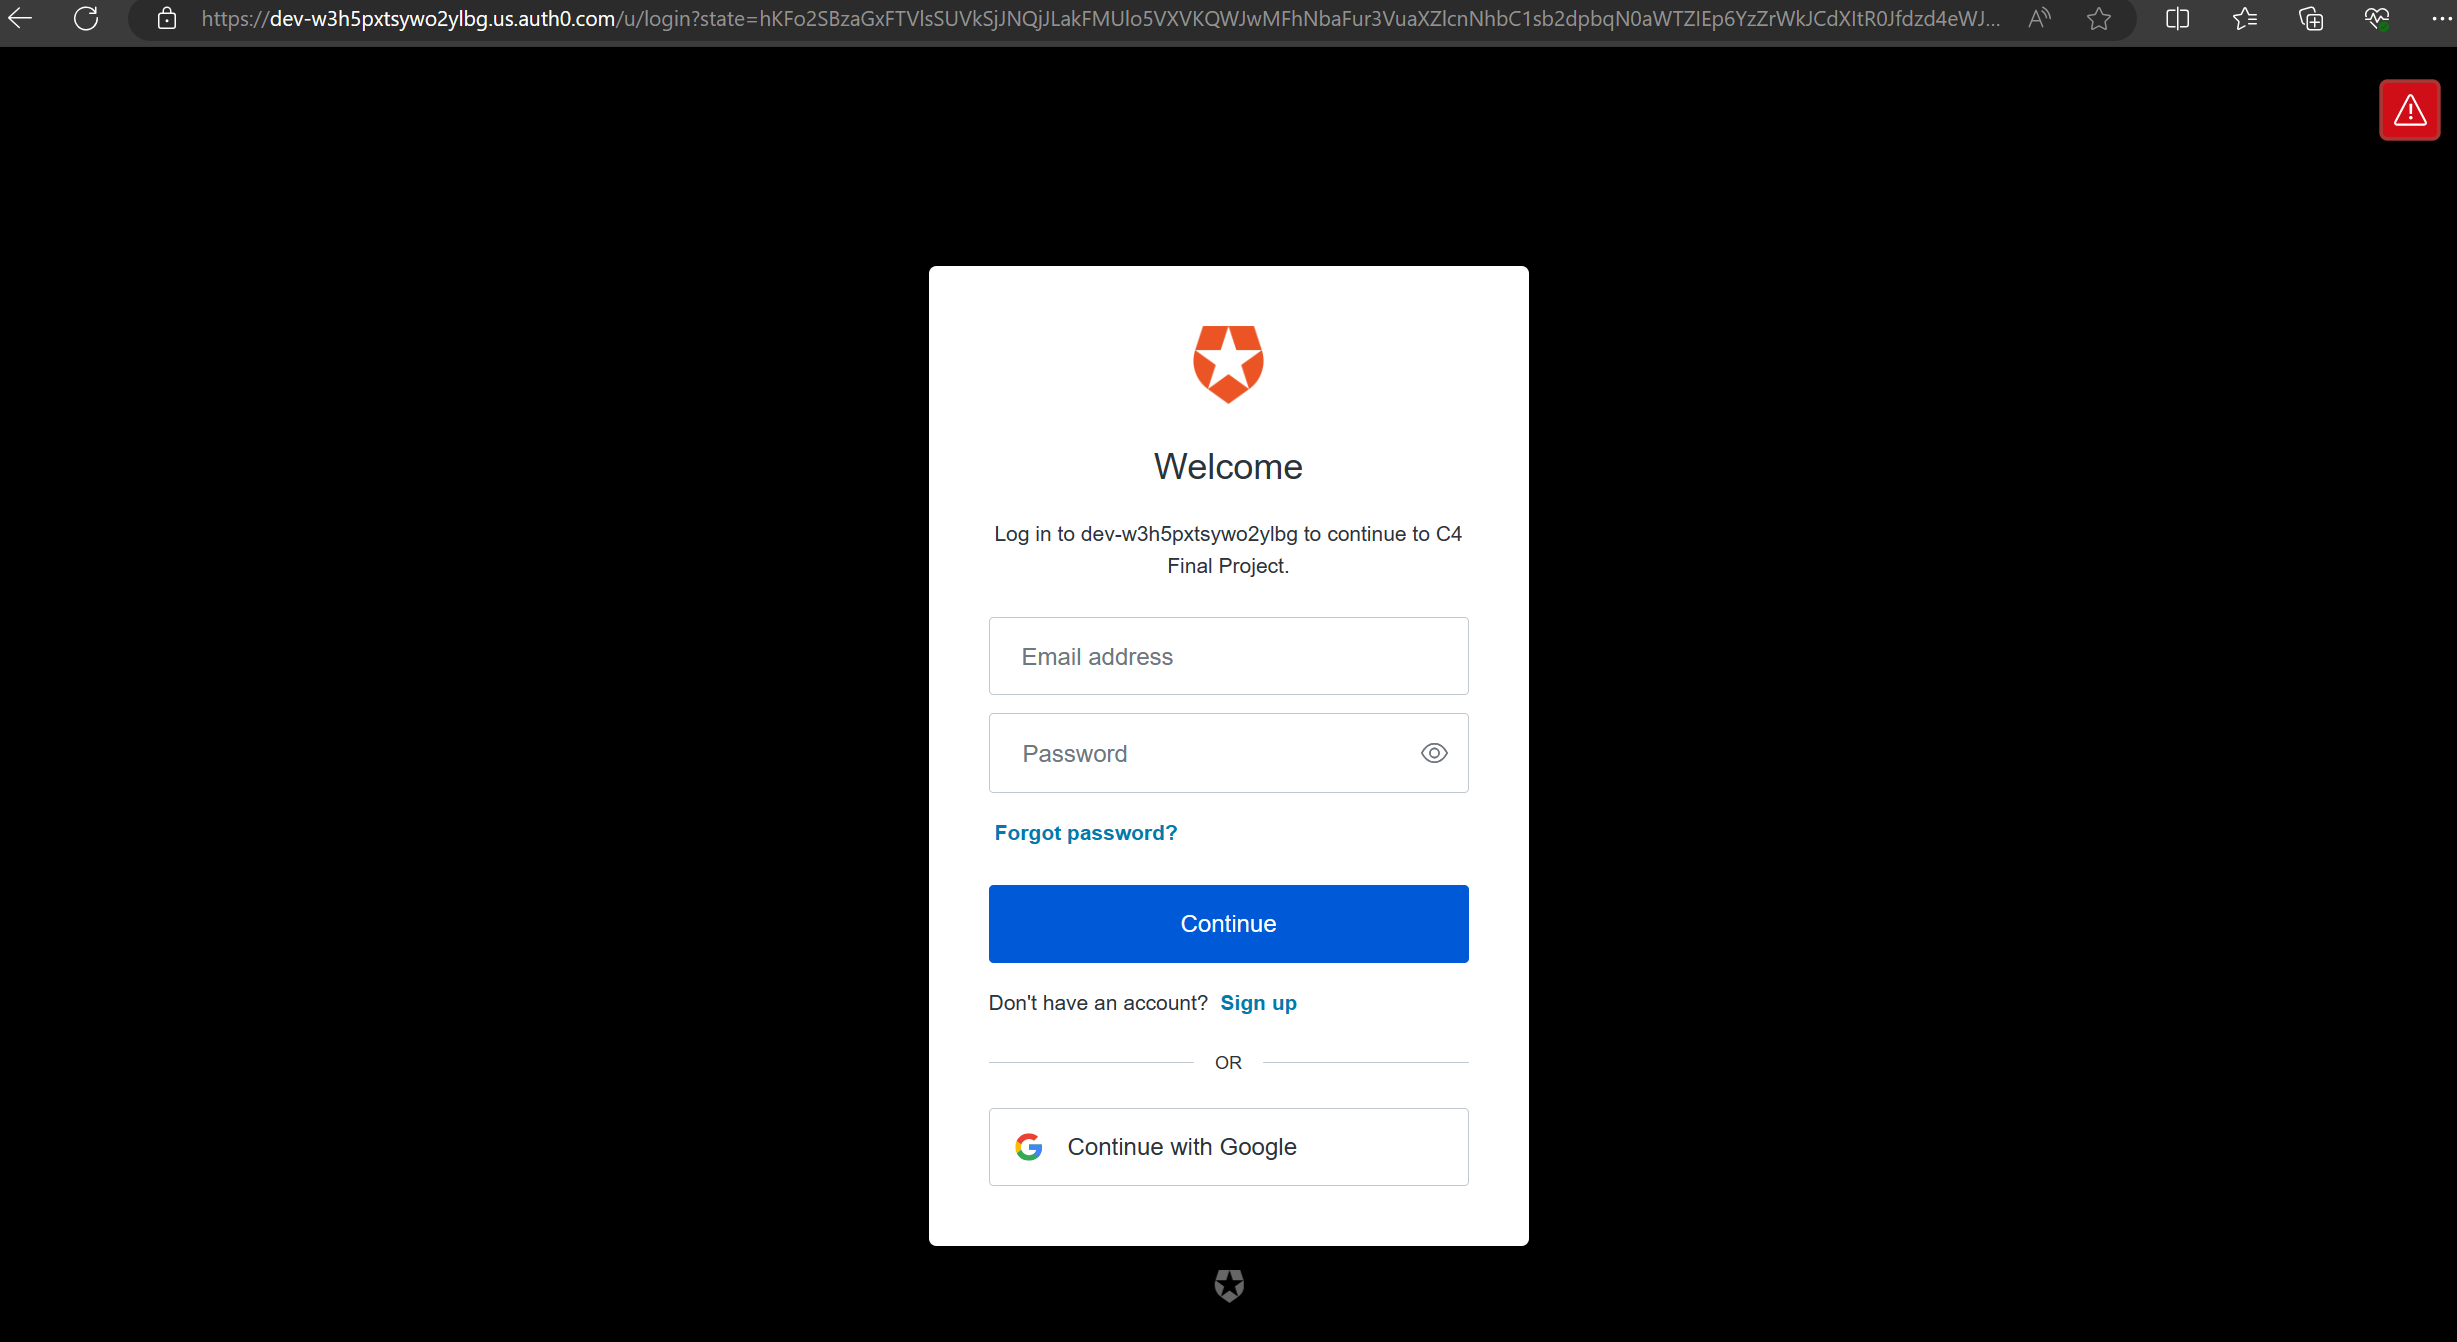 https://dev-w3h5pxtsywo2ylbg.us.auth0.com/u/login?state=hKFo2SBzaGxFTVlsSUVkSjJNQjJLakFMUlo5VXVKQWJwMFhNbaFur3VuaXZlcnNhbC1sb2dpbqN0aWTZIEp6YzZrWkJCdXItR0Jfdzd4eWJ...
Welcome
Log in to dev-w3h5pxtsywo2ylbg to continue to C4
Final Project.
Email address
Password
Forgot password?
Continue
Don't have an account? Sign up
OR
Continue with Google